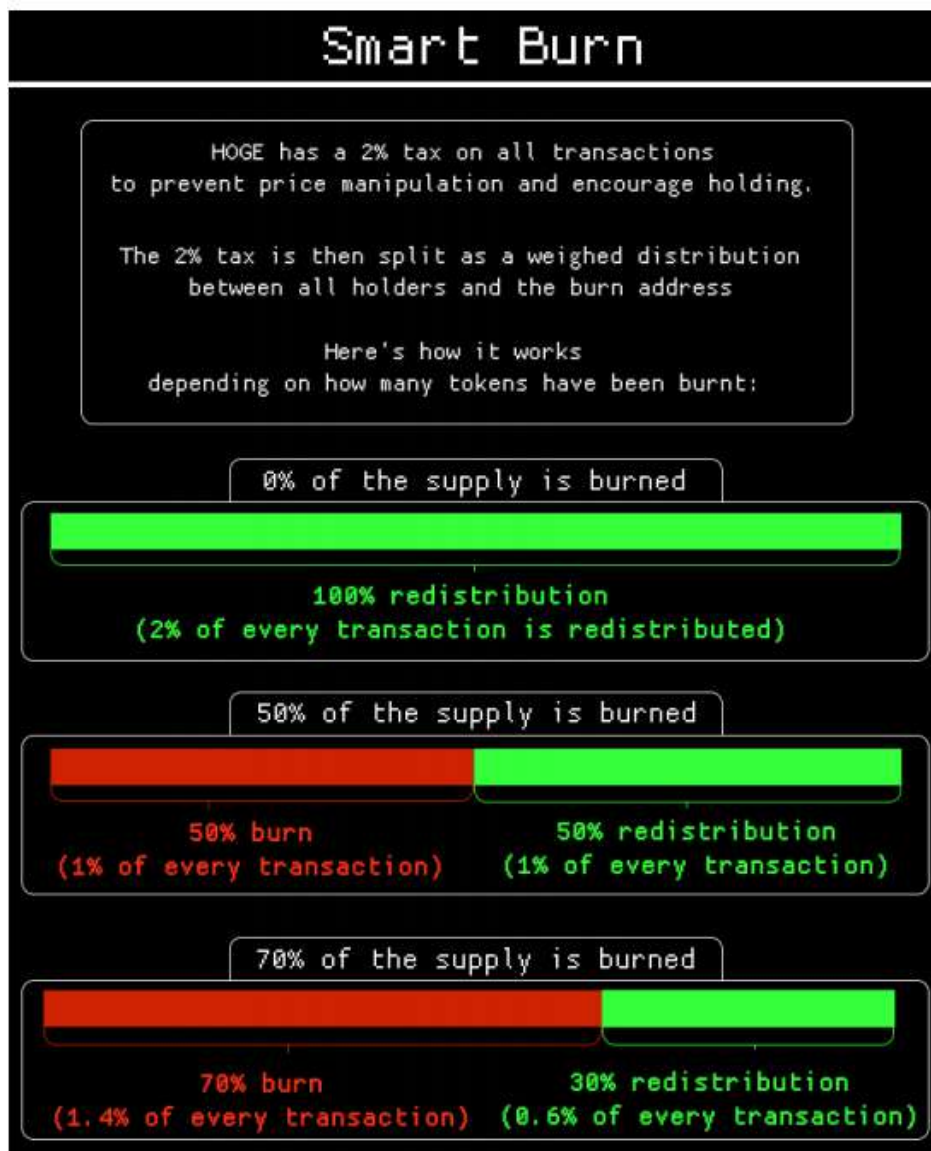 Smart Burn
HOGE has a 2% tax on all transactions
to prevent price manipulation and encourage holding.
The 2% tax is then split as a weighed distribution
between all holders and the burn address
Here's how it works
depending on how many tokens have been burnt:
0% of the supply is burned
100% redistribution
(2% of every transaction is redistributed)
50% of the supply is burned
50% burn
(1% of every transaction)
50% redistribution
(1% of every transaction)
70% of the supply is burned
70% burn
(1.4% of every transaction)
30% redistribution
(0.6% of every transaction)